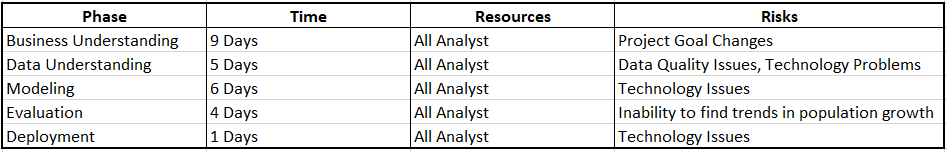 Phase Time Resources Risks
Business Understanding 9 Days All Analyst Project Goal Changes
Data Understanding 5 Days All Analyst Data Quality Issues, Technology Problems
Modeling 6 Days All Analyst Technology Issues
Evaluation 4 Days All Analyst Inability to find trends in population growth
Deployment 1 Days All Analyst Technology Issues